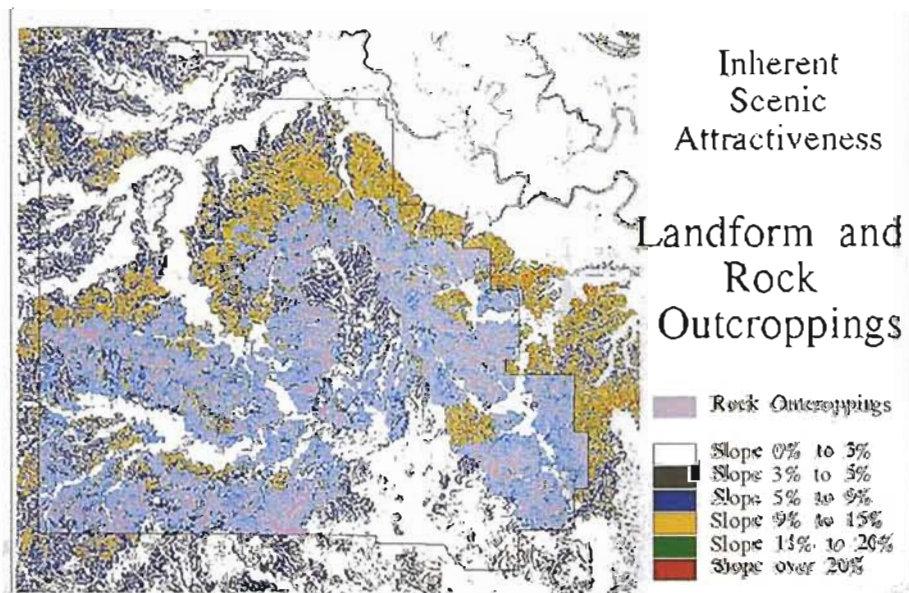 Inherent
Scenic
Attractiveness
Landform and
Rock
Outcroppings
Rock Outcroppings
Slope 0% to 3%
Slope 3% to 5%
Slope 5% to 9%
Slope 9% to 15%
Slope to 20%
Slope over 20%